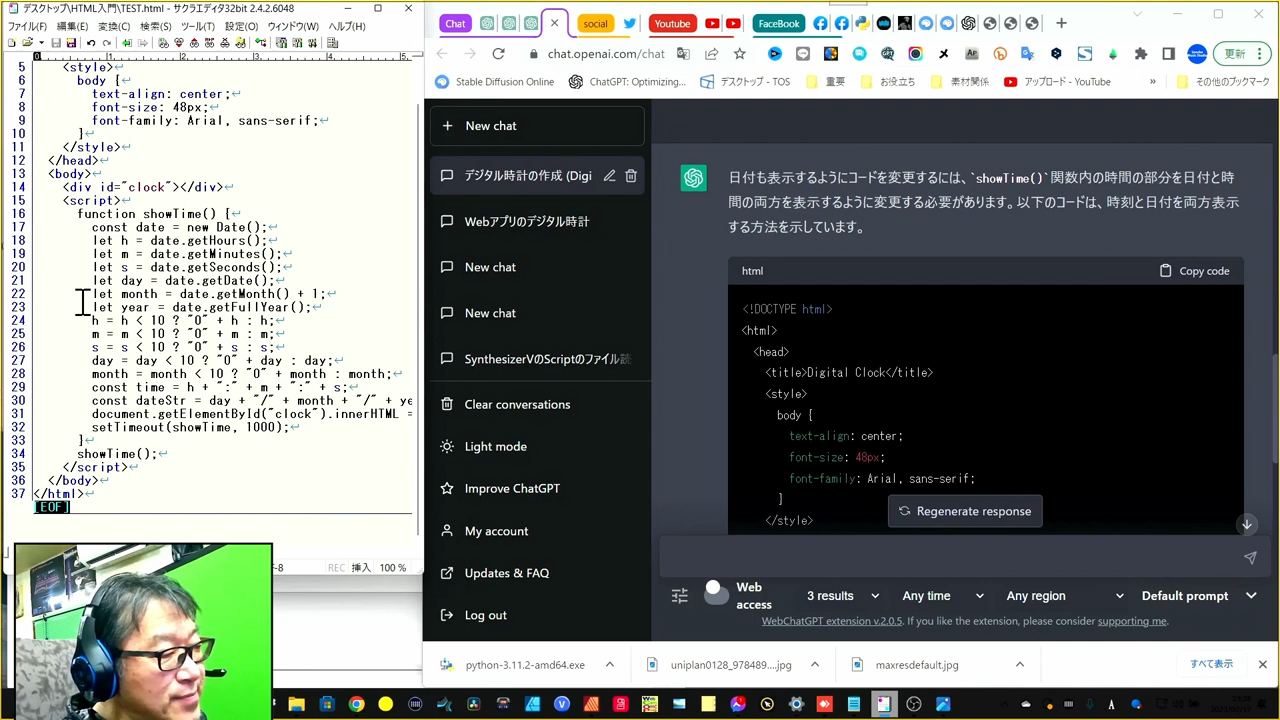 デスクトップ\HTML入門\TEST.html - サクラエディタ32bit 2.4.2.6048
ファイル(F) 編集(E) 変換(C) 検索(S) ツール(T) 設定(O) ウィンドウ(W) ヘルプ(H)
5 <style>
6 body {
7 text-align: center;
8 font-size: 48px;
9 font-family: Arial, sans-serif;
10 }
11 </style>
12 </head>
13 <body>
14 <div id="clock"></div>
15 <script>
16 function showTime() {
17 const date = new Date();
18 let h = date.getHours();
19 let m = date.getMinutes();
20 let s = date.getSeconds();
21 let day = date.getDate();
22 let month = date.getMonth() + 1;
23 let year = date.getFullYear();
24 h = h < 10 ? "0" + h : h;
25 m = m < 10 ? "0" + m : m;
26 s = s < 10 ? "0" + s : s;
27 day = day < 10 ? "0" + day : day;
28 month = month < 10 ? "0" + month : month;
29 const time = h + ":" + m + ":" + s;
30 const dateStr = day + "/" + month + "/" + ye
31 document.getElementById("clock").innerHTML =
32 setTimeout(showTime, 1000);
33 }
34 showTime();
35 </script>
36 </body>
37 </html>
[EOF]
REC 挿入 100 %
Chat social Youtube FaceBook
chat.openai.com/chat
更新
Stable Diffusion Online ChatGPT: Optimizing... デスクトップ - TOS 重要 お役立ち 素材関係 アップロード - YouTube » その他のブックマーク
New chat
デジタル時計の作成 (Digi
Webアプリのデジタル時計
New chat
New chat
SynthesizerVのScriptのファイル読
Clear conversations
Light mode
Improve ChatGPT
My account
Updates & FAQ
Log out
日付も表示するようにコードを変更するには、`showTime()`関数内の時間の部分を日付と時
間の両方を表示するように変更する必要があります。以下のコードは、時刻と日付を両方表示
する方法を示しています。
html Copy code
<!DOCTYPE html>
<html>
<head>
<title>Digital Clock</title>
<style>
body {
text-align: center;
font-size: 48px;
font-family: Arial, sans-serif;
}
</style>
Regenerate response
Web access 3 results Any time Any region Default prompt
WebChatGPT extension v.2.0.5. If you like the extension, please consider supporting me.
python-3.11.2-amd64.exe uniplan0128_978489....jpg maxresdefault.jpg すべて表示